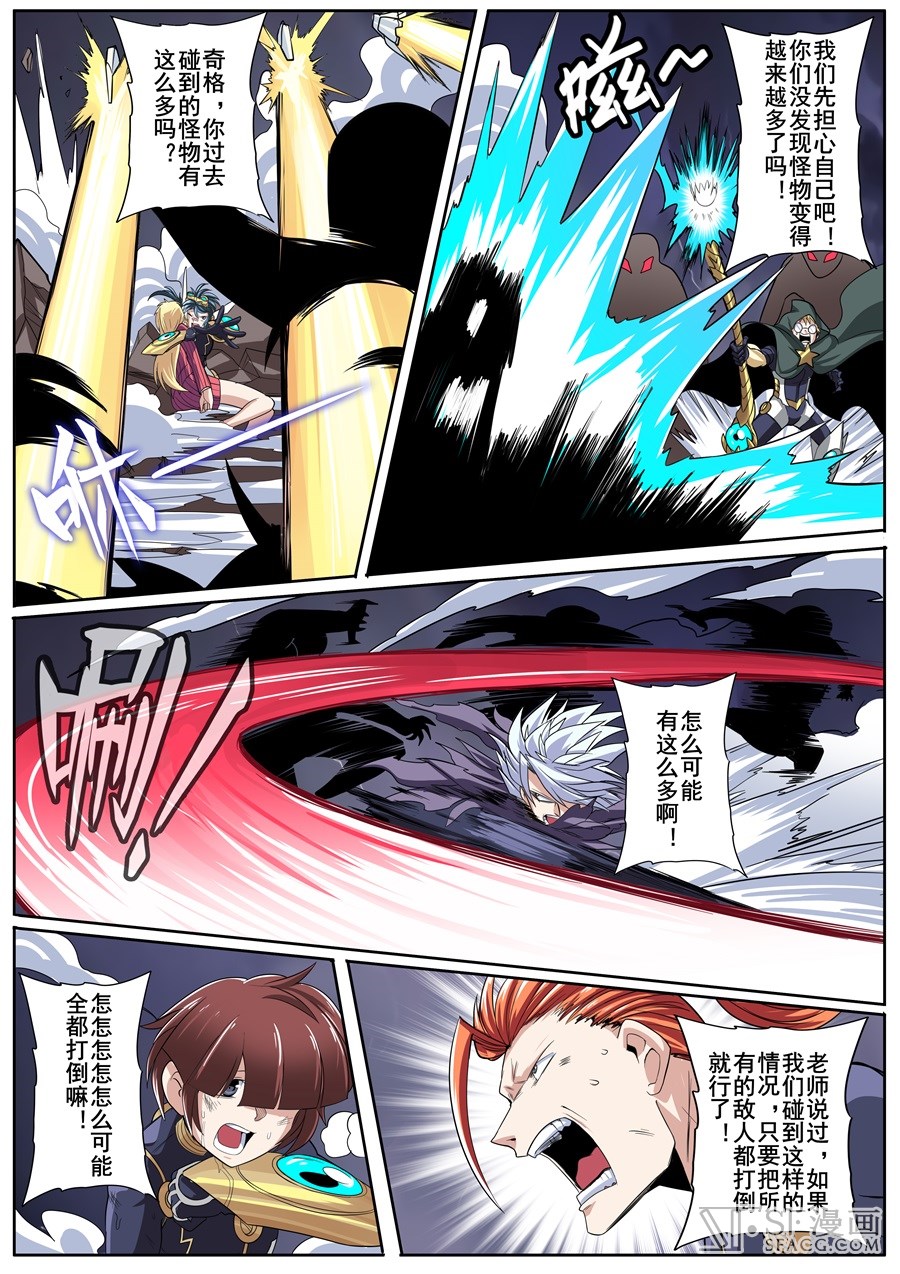 我们先担心自己吧！
你们没发现怪物变得
越来越多了吗！
奇格，你过去
碰到的怪物有
这么多吗？
咻
唰！
怎么可能
有这么多啊！
老师说过，如果
我们碰到这样的
情况，只要把所
有的敌人都打倒
就行了！
怎怎怎怎怎么可能
全都打倒嘛！
漫画
SFACG.COM